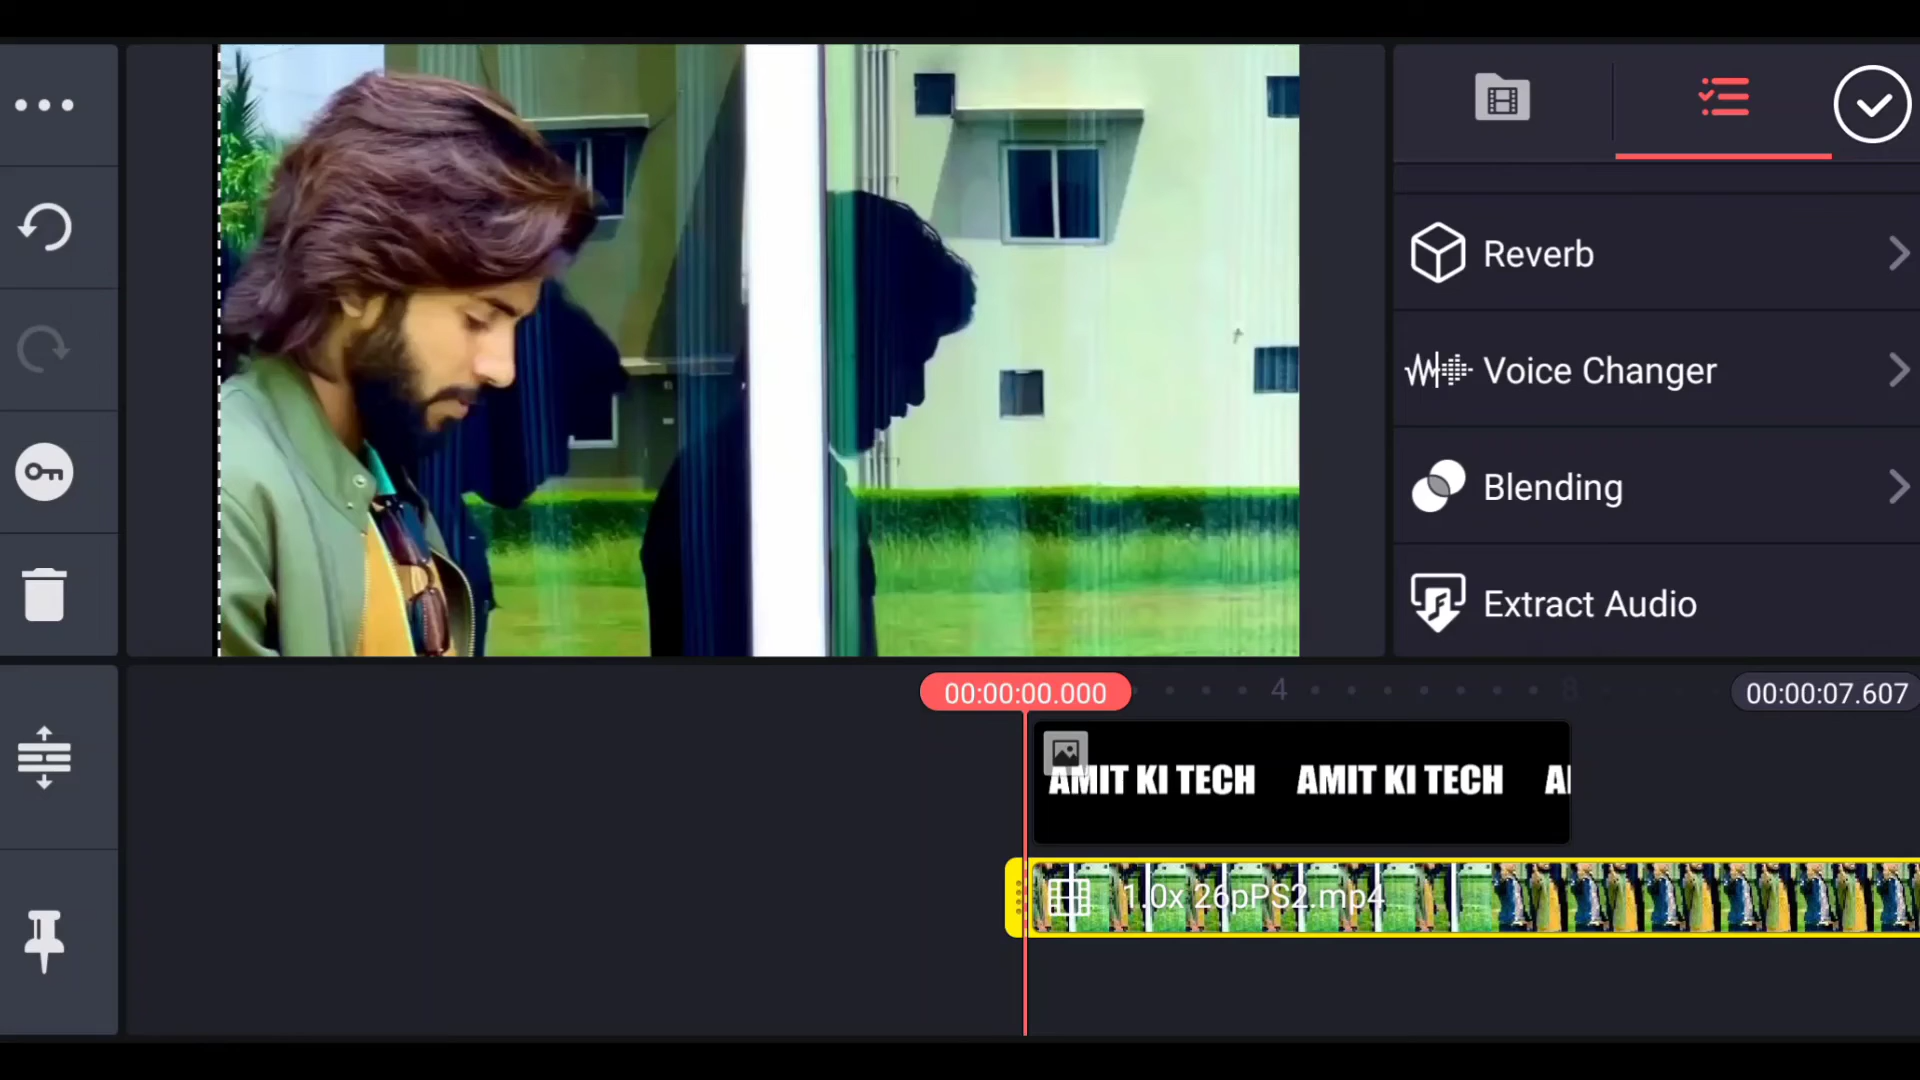 Reverb
Voice Changer
Blending
Extract Audio
00:00:00.000
4
8
00:00:07.607
AMIT KI TECH AMIT KI TECH
1.0x 26pPS2.mp4